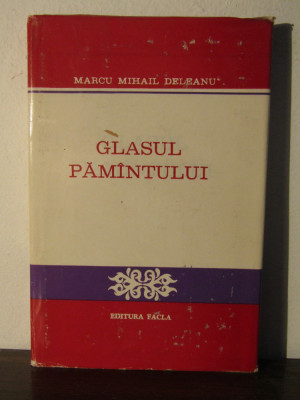 MARCU MIHAIL DELEANU
GLASUL
PĂMÎNTULUI
EDITURA FACLA